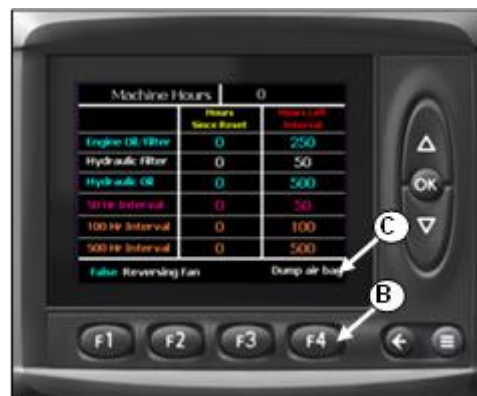 Machine Hours 0
Hours Since Reset Hours Left Interval
Engine Oil/Filter 0 250
Hydraulic Filter 0 50
Hydraulic Oil 0 500
50 Hr Interval 0 50
100 Hr Interval 0 100
500 Hr Interval 0 500
False Reversing Fan Dump air bag
OK
C
B
F1 F2 F3 F4